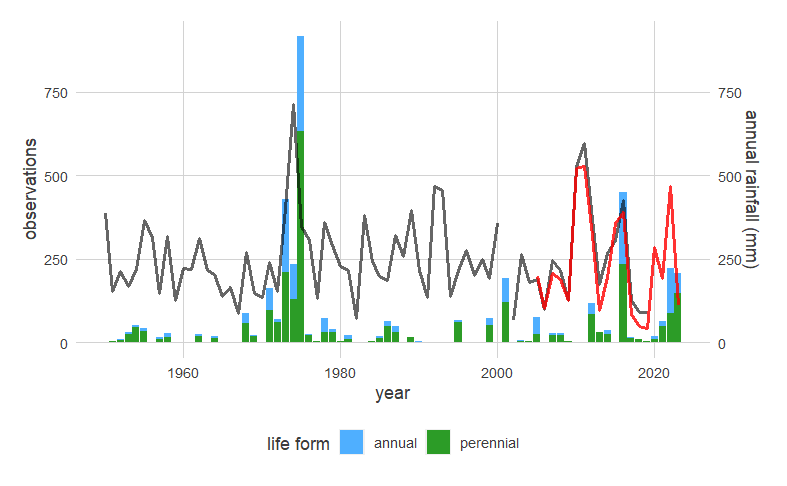 750
500
250
0
observations
750
500
250
0
annual rainfall (mm)
1960
1980
2000
2020
year
life form
annual
perennial